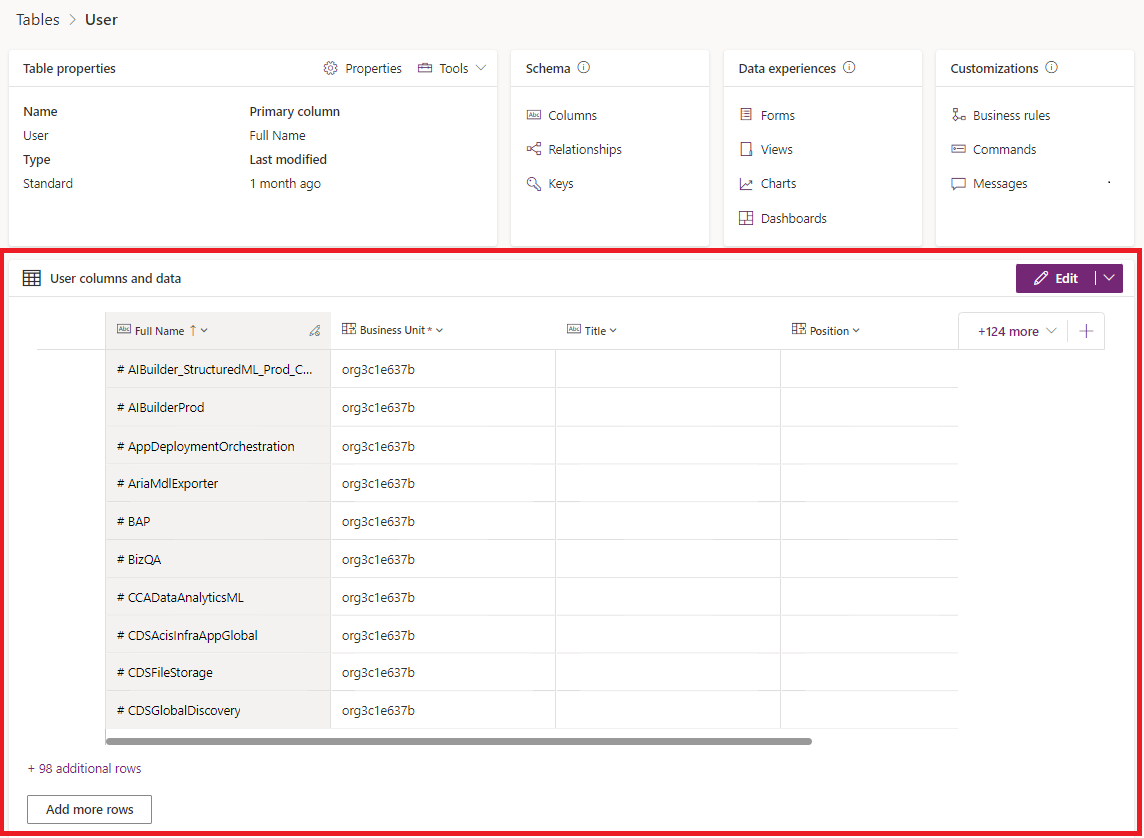 Tables > User
Table properties
Properties
Tools
Name
Primary column
User
Full Name
Type
Last modified
Standard
1 month ago
Schema
Columns
Relationships
Keys
Data experiences
Forms
Views
Charts
Dashboards
Customizations
Business rules
Commands
Messages
User columns and data
Edit
Abc Full Name ↑
Business Unit *
Abc Title
Position
+124 more
# AIBuilder_StructuredML_Prod_C... org3c1e637b
# AIBuilderProd org3c1e637b
# AppDeploymentOrchestration org3c1e637b
# AriaMdlExporter org3c1e637b
# BAP org3c1e637b
# BizQA org3c1e637b
# CCADataAnalyticsML org3c1e637b
# CDSAcisInfraAppGlobal org3c1e637b
# CDSFileStorage org3c1e637b
# CDSGlobalDiscovery org3c1e637b
+ 98 additional rows
Add more rows